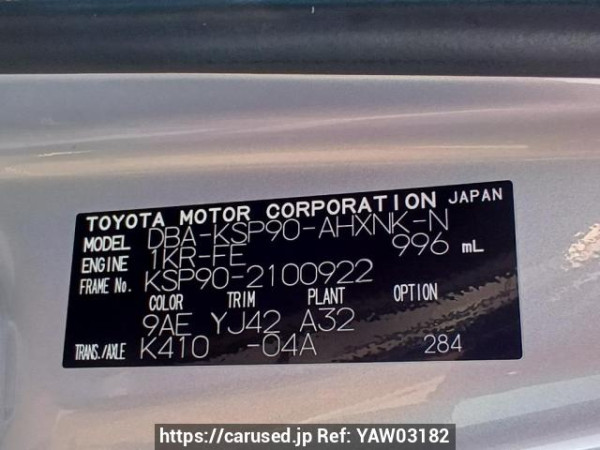 TOYOTA MOTOR CORPORATION JAPAN
MODEL DBA-KSP90-AHXNK-N
ENGINE 1KR-FE 996 mL
FRAME No. KSP90-2100922
COLOR TRIM PLANT OPTION
9AE YJ42 A32
TRANS./AXLE K410 -04A 284
https://carused.jp Ref: YAW03182